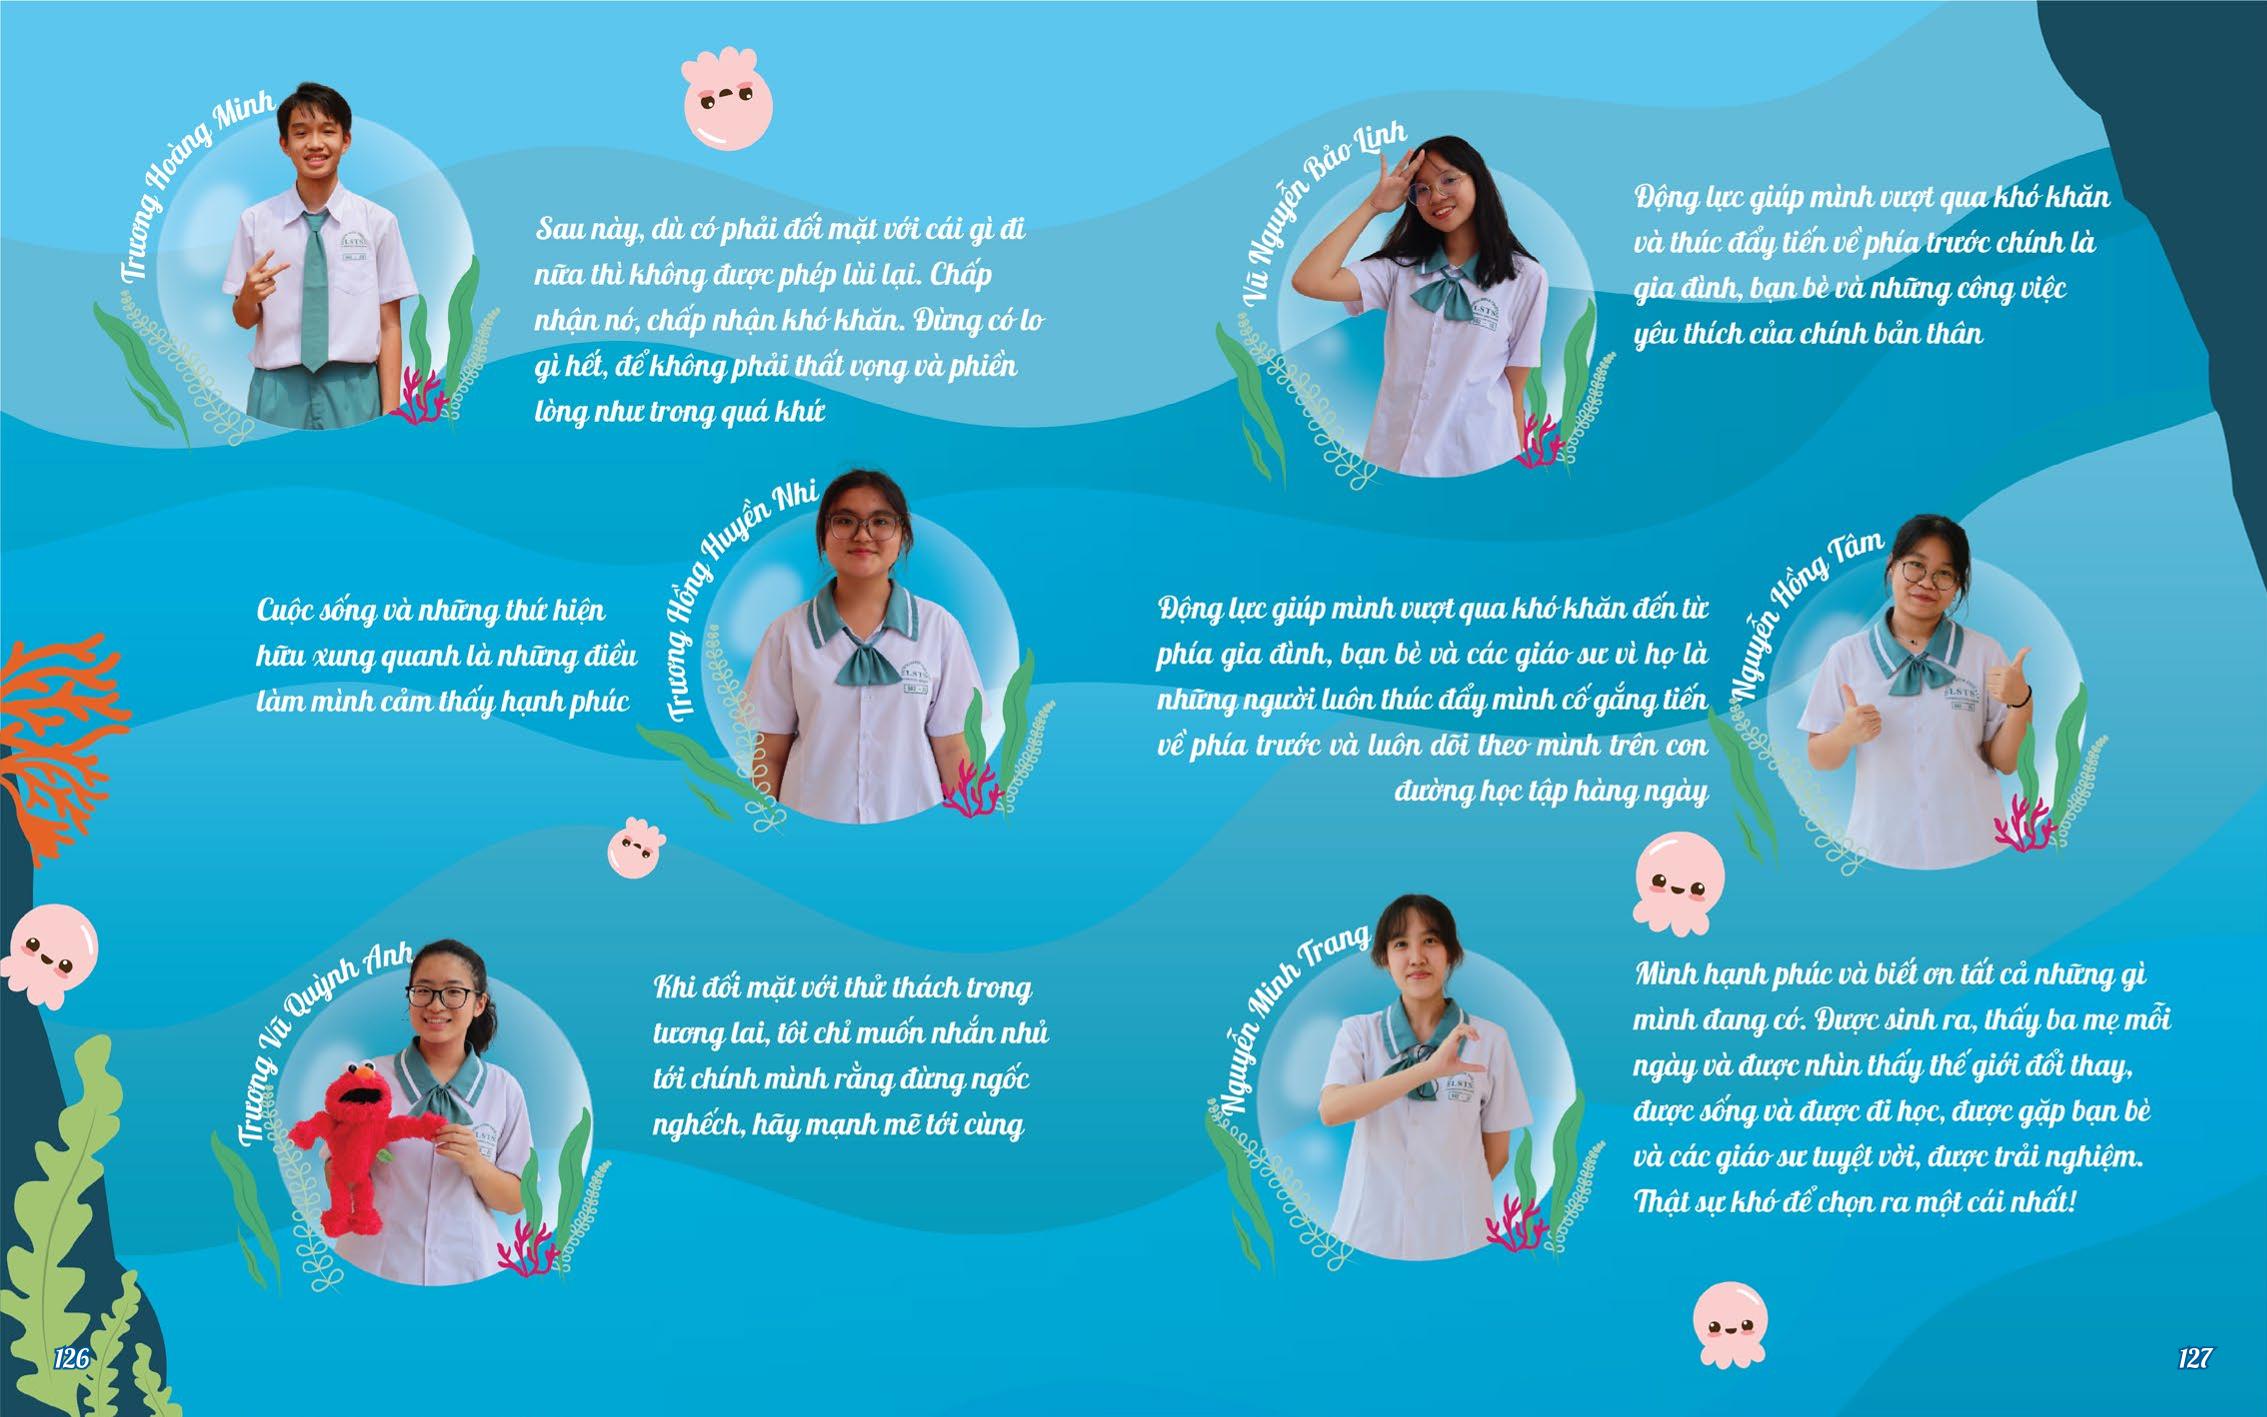 Trương Hoàng Minh
Sau này, dù có phải đối mặt với cái gì đi
nữa thì không được phép lùi lại. Chấp
nhận nó, chấp nhận khó khăn. Đừng có lo
gì hết, để không phải thất vọng và phiền
lòng như trong quá khứ
LSTS
Trương Hồng Huyền Nhi
Cuộc sống và những thứ hiện
hữu xung quanh là những điều
làm mình cảm thấy hạnh phúc
LSTS
Trương Vũ Quỳnh Anh
Khi đối mặt với thử thách trong
tương lai, tôi chỉ muốn nhắn nhủ
tới chính mình rằng đừng ngốc
nghếch, hãy mạnh mẽ tới cùng
LSTS
126
Vũ Nguyễn Bảo Linh
Động lực giúp mình vượt qua khó khăn
và thúc đẩy tiến về phía trước chính là
gia đình, bạn bè và những công việc
yêu thích của chính bản thân
LSTS
Nguyễn Hồng Tâm
Động lực giúp mình vượt qua khó khăn đến từ
phía gia đình, bạn bè và các giáo sư vì họ là
những người luôn thúc đẩy mình cố gắng tiến
về phía trước và luôn dõi theo mình trên con
đường học tập hàng ngày
LSTS
Nguyễn Minh Trang
Mình hạnh phúc và biết ơn tất cả những gì
mình đang có. Được sinh ra, thấy ba mẹ mỗi
ngày và được nhìn thấy thế giới đổi thay,
được sống và được đi học, được gặp bạn bè
và các giáo sư tuyệt vời, được trải nghiệm.
Thật sự khó để chọn ra một cái nhất!
LSTS
127